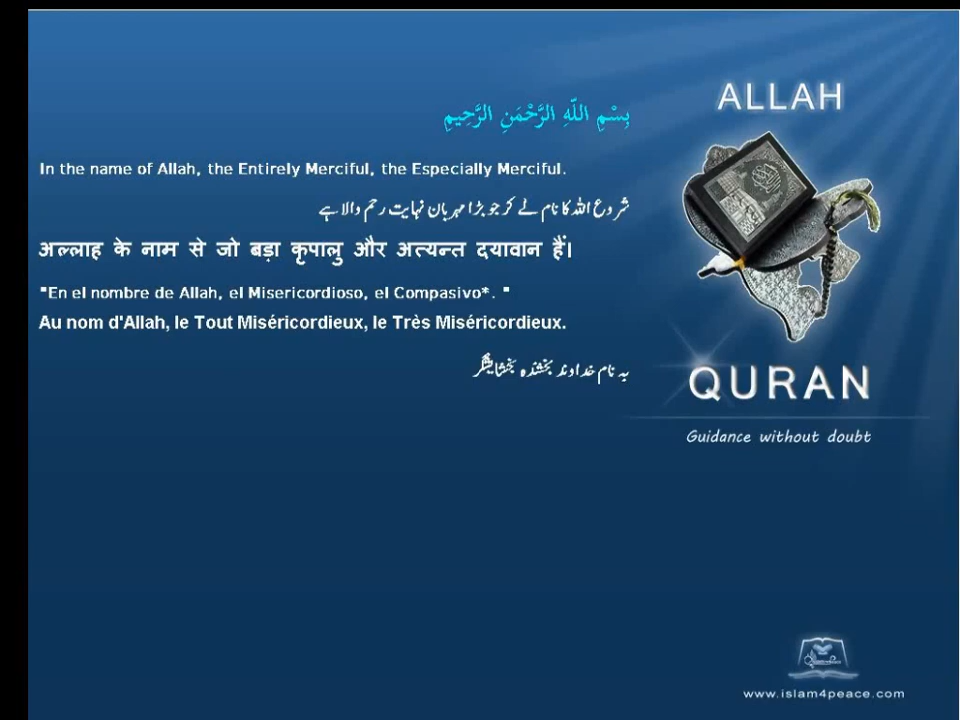 بِسْمِ اللَّهِ الرَّحْمَنِ الرَّحِيمِ
In the name of Allah, the Entirely Merciful, the Especially Merciful.
شروع اللہ کا نام لے کر جو بڑا مہربان نہایت رحم والا ہے
अल्लाह के नाम से जो बड़ा कृपालु और अत्यन्त दयावान हैं।
"En el nombre de Allah, el Misericordioso, el Compasivo*. "
Au nom d'Allah, le Tout Miséricordieux, le Très Miséricordieux.
به نام خداوند بخشنده بخشایشگر
ALLAH
QURAN
Guidance without doubt
www.islam4peace.com